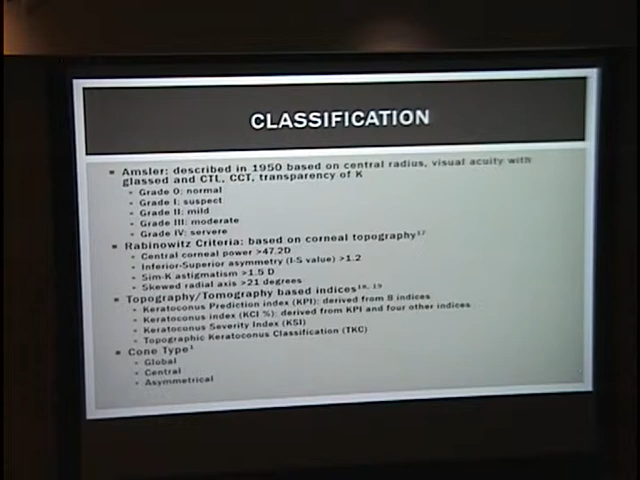 CLASSIFICATION
▪ Amsler: described in 1950 based on central radius, visual acuity with
glassed and CTL, CCT, transparency of K
▪ Grade 0: normal
▪ Grade I: suspect
▪ Grade II: mild
▪ Grade III: moderate
▪ Grade IV: servere
▪ Rabinowitz Criteria: based on corneal topography¹⁷
▪ Central corneal power >47.2D
▪ Inferior-Superior asymmetry (I-S value) >1.2
▪ Sim-K astigmatism >1.5 D
▪ Skewed radial axis >21 degrees
▪ Topography/Tomography based indices¹⁸, ¹⁹
▪ Keratoconus Prediction index (KPI): derived from 8 indices
▪ Keratoconus index (KCI %): derived from KPI and four other indices
▪ Keratoconus Severity Index (KSI)
▪ Topographic Keratoconus Classification (TKC)
▪ Cone Type¹
▪ Global
▪ Central
▪ Asymmetrical